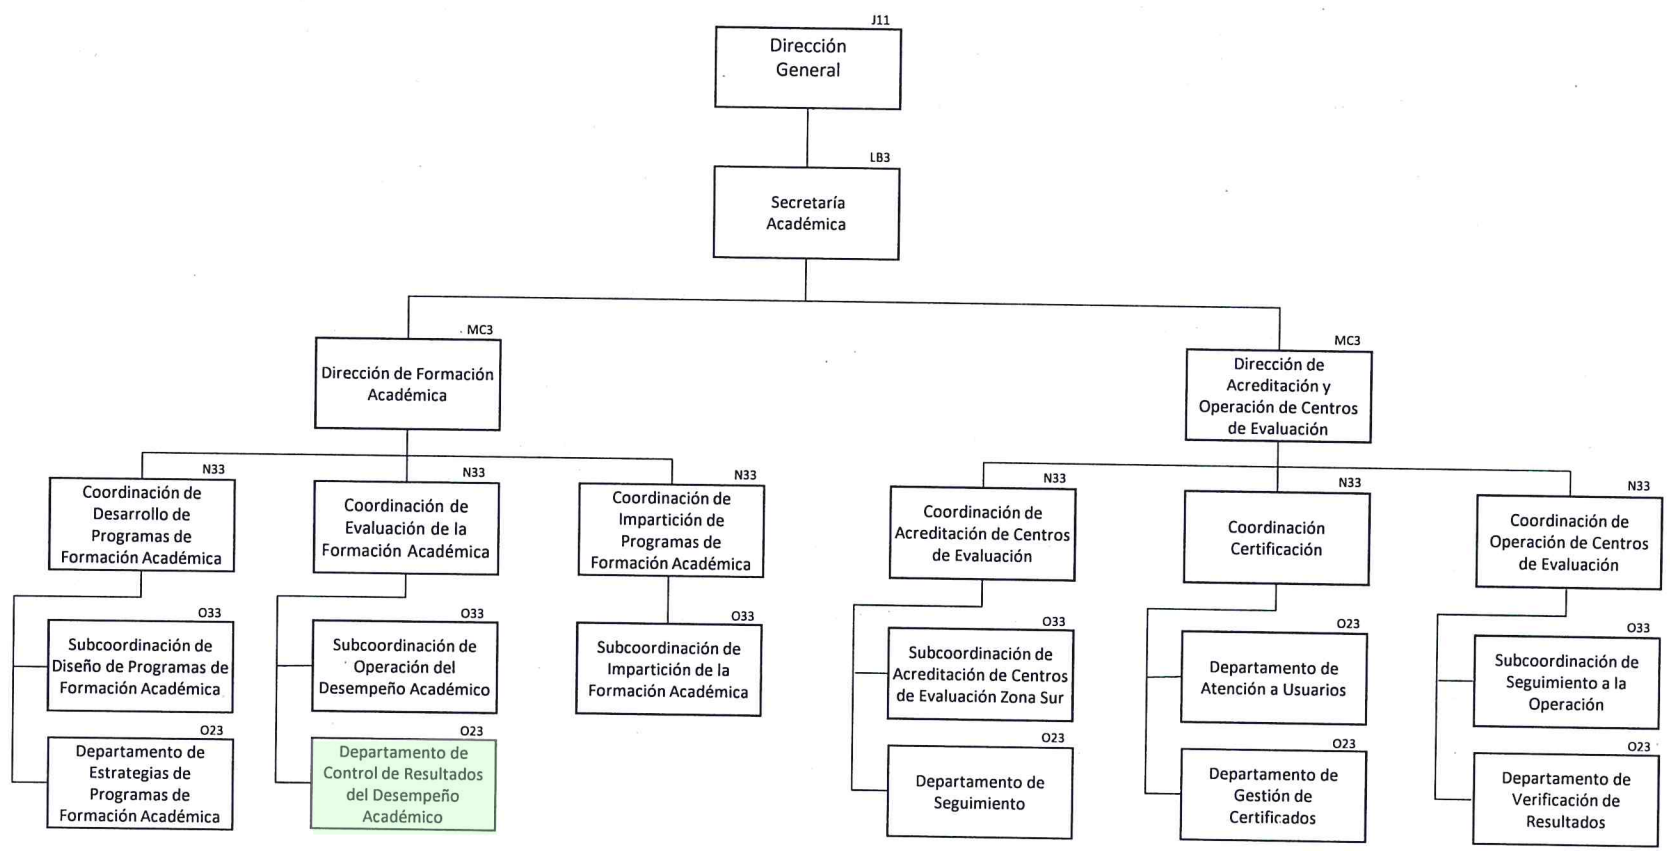 J11
Dirección
General
LB3
Secretaría
Académica
MC3
Dirección de Formación
Académica
MC3
Dirección de
Acreditación y
Operación de Centros
de Evaluación
N33
Coordinación de
Desarrollo de
Programas de
Formación Académica
N33
Coordinación de
Evaluación de la
Formación Académica
N33
Coordinación de
Impartición de
Programas de
Formación Académica
N33
Coordinación de
Acreditación de Centros
de Evaluación
N33
Coordinación
Certificación
N33
Coordinación de
Operación de Centros
de Evaluación
O33
Subcoordinación de
Diseño de Programas de
Formación Académica
O33
Subcoordinación de
Operación del
Desempeño Académico
O33
Subcoordinación de
Impartición de la
Formación Académica
O33
Subcoordinación de
Acreditación de Centros
de Evaluación Zona Sur
O23
Departamento de
Atención a Usuarios
O33
Subcoordinación de
Seguimiento a la
Operación
O23
Departamento de
Estrategias de
Programas de
Formación Académica
O23
Departamento de
Control de Resultados
del Desempeño
Académico
O23
Departamento de
Seguimiento
O23
Departamento de
Gestión de
Certificados
O23
Departamento de
Verificación de
Resultados